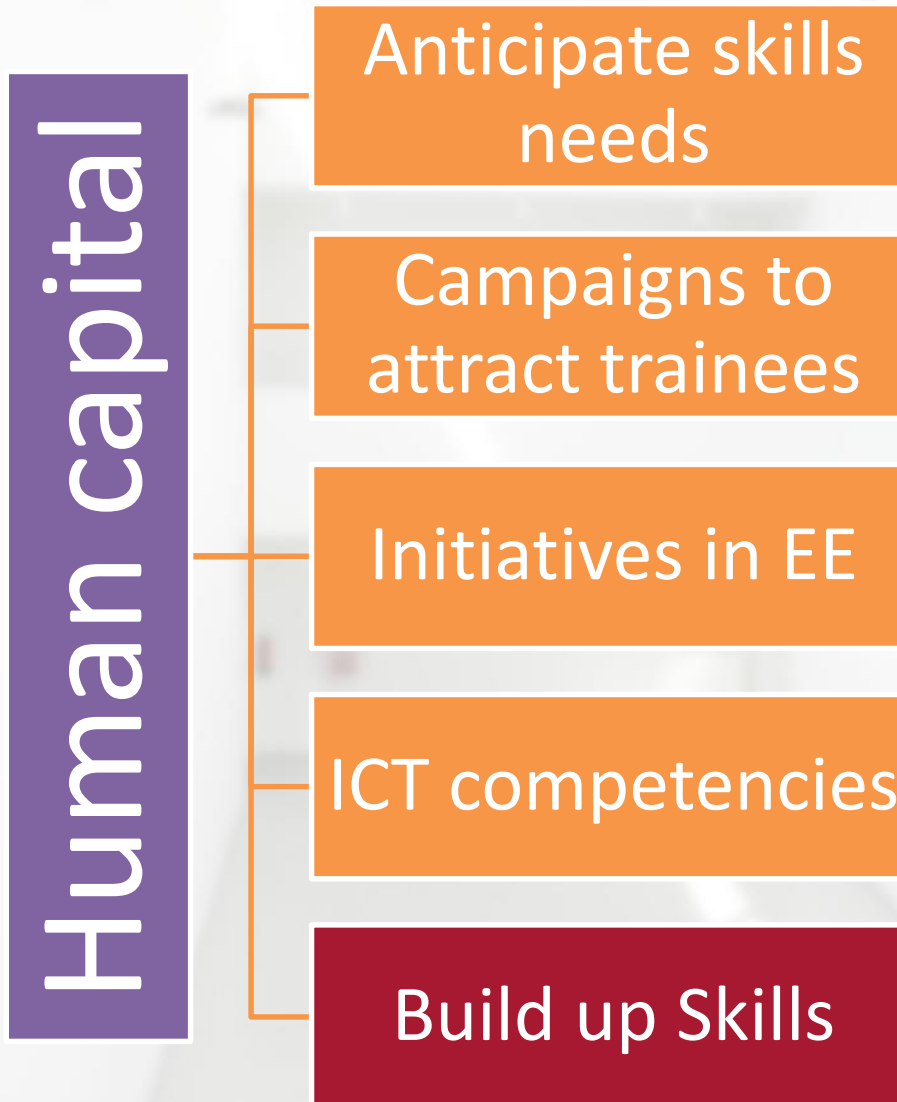 Human capital
Anticipate skills
needs
Campaigns to
attract trainees
Initiatives in EE
ICT competencies
Build up Skills